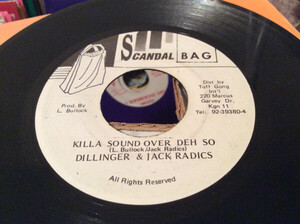 SCANDAL BAG
Prod. By
L. Bullock
Dist by
Tuff Gong
Int'l
220 Marcus
Garvey Dr.
Kgn 11
Tel: 92-39380-4
KILLA SOUND OVER DEH SO
(L. Bullock/Jack Radics)
DILLINGER & JACK RADICS
All Rights Reserved